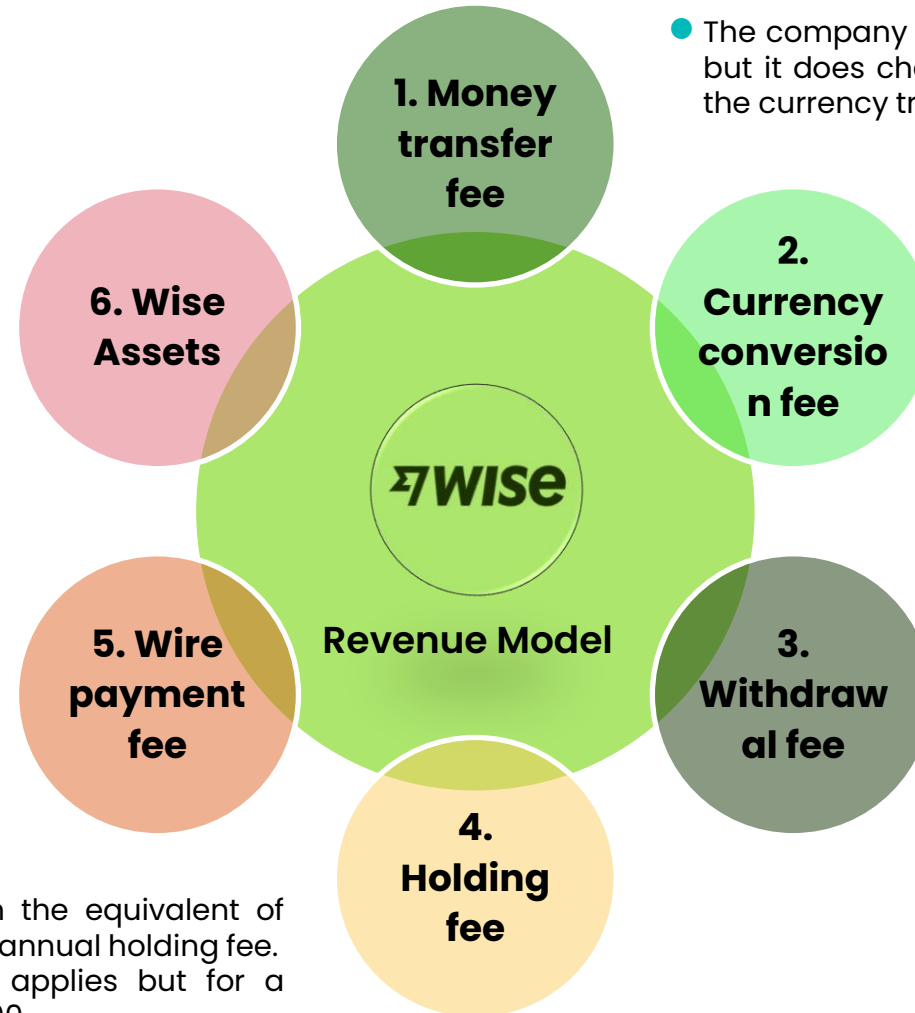 The company
but it does
the currency
1. Money
transfer
fee
2.
Currency
conversio
n fee
6. Wise
Assets
WISe
Revenue Model
5. Wire
payment
fee
3.
Withdraw
al fee
4.
Holding
fee
the equivalent of
annual holding fee.
applies but for a